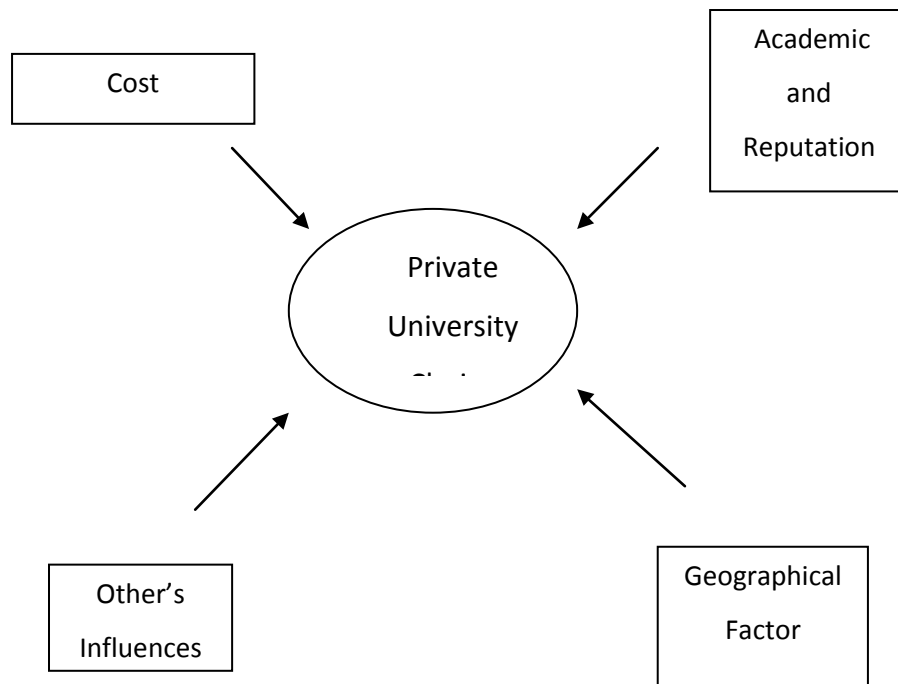 Cost
Academic
and
Reputation
Private
University
Other’s
Influences
Geographical
Factor